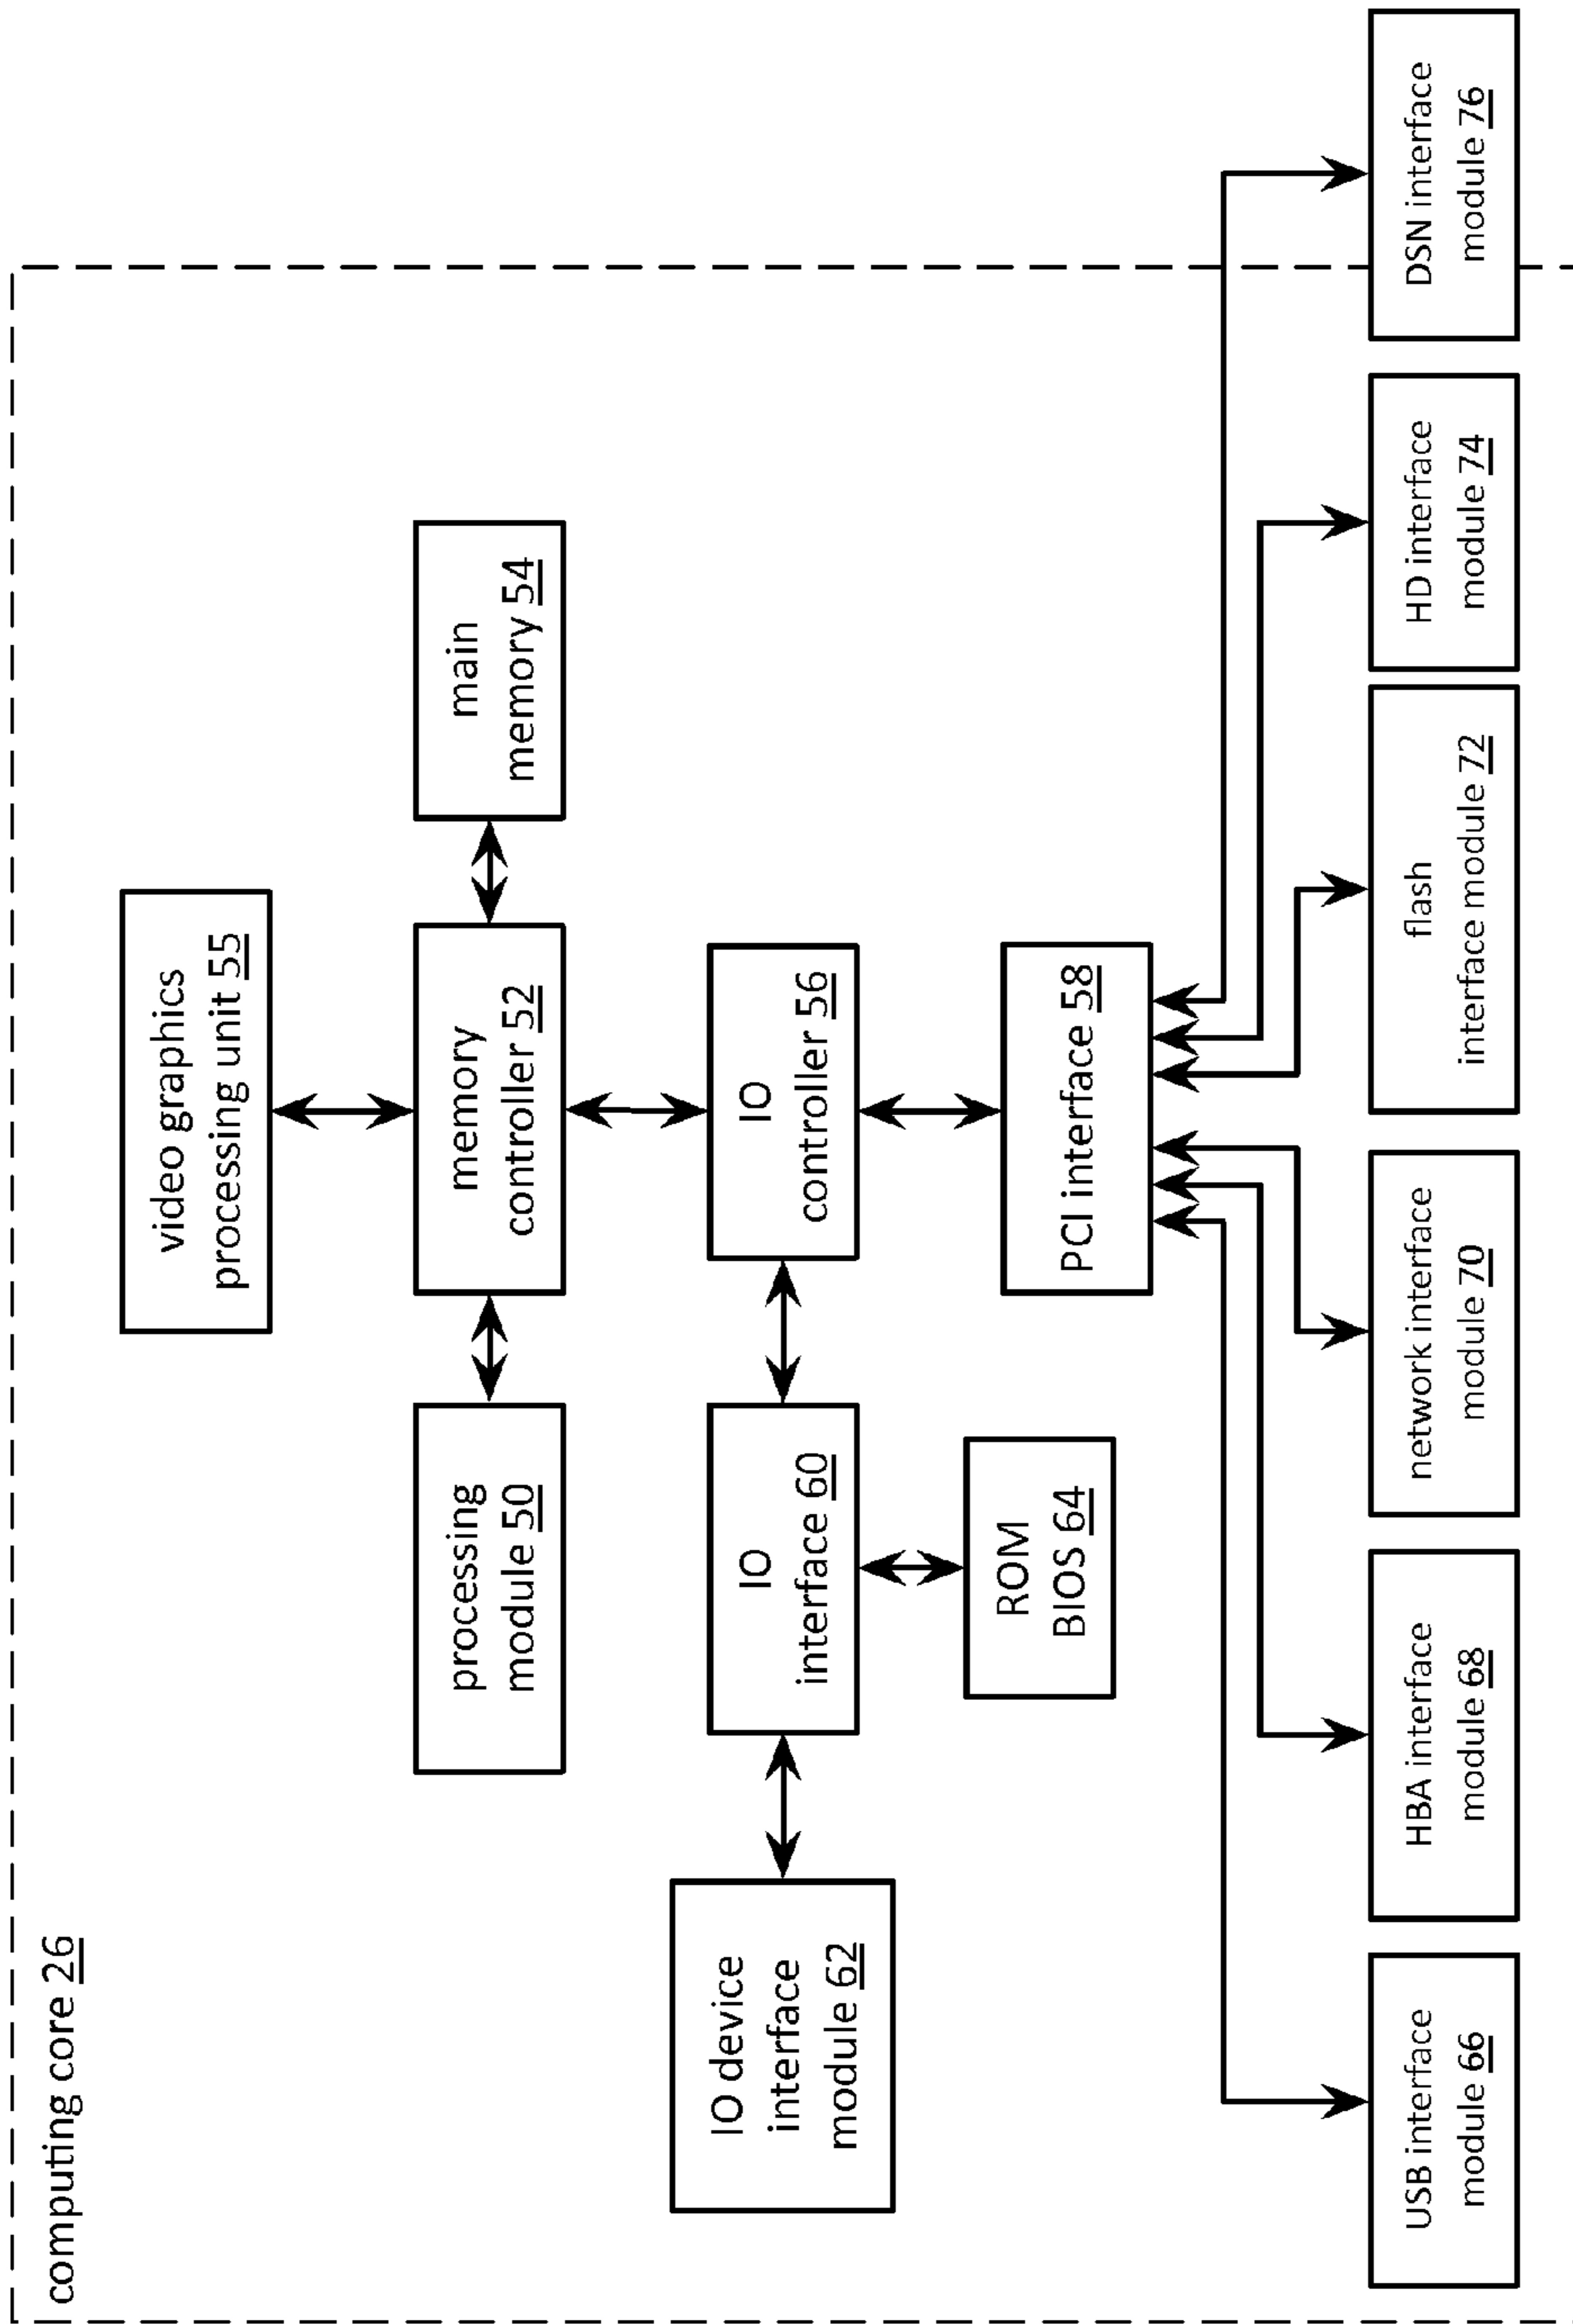 computing core 26
video graphics
processing unit 55
processing
module 50
memory
controller 52
main
memory 54
IO device
interface
module 62
IO
interface 60
IO
controller 56
ROM
BIOS 64
PCI interface 58
USB interface
module 66
HBA interface
module 68
network interface
module 70
flash
interface module 72
HD interface
module 74
DSN interface
module 76